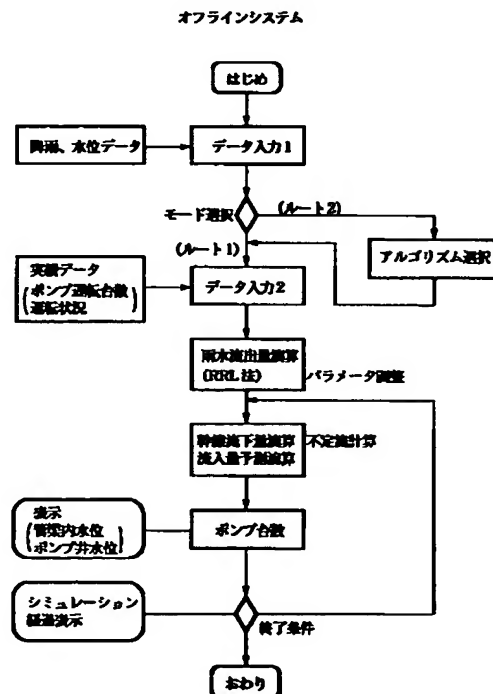 オフラインシステム
はじめ
降雨、水位データ
データ入力1
モード選択
(ルート2)
(ルート1)
アルゴリズム選択
実績データ
(ポンプ運転台数
運転状況)
データ入力2
雨水流出量演算
(RRL法)
パラメータ調整
幹線流下量演算
流入量予測演算
不定流計算
表示
(管渠内水位
ポンプ井水位)
ポンプ台数
シミュレーション
経過表示
終了条件
おわり